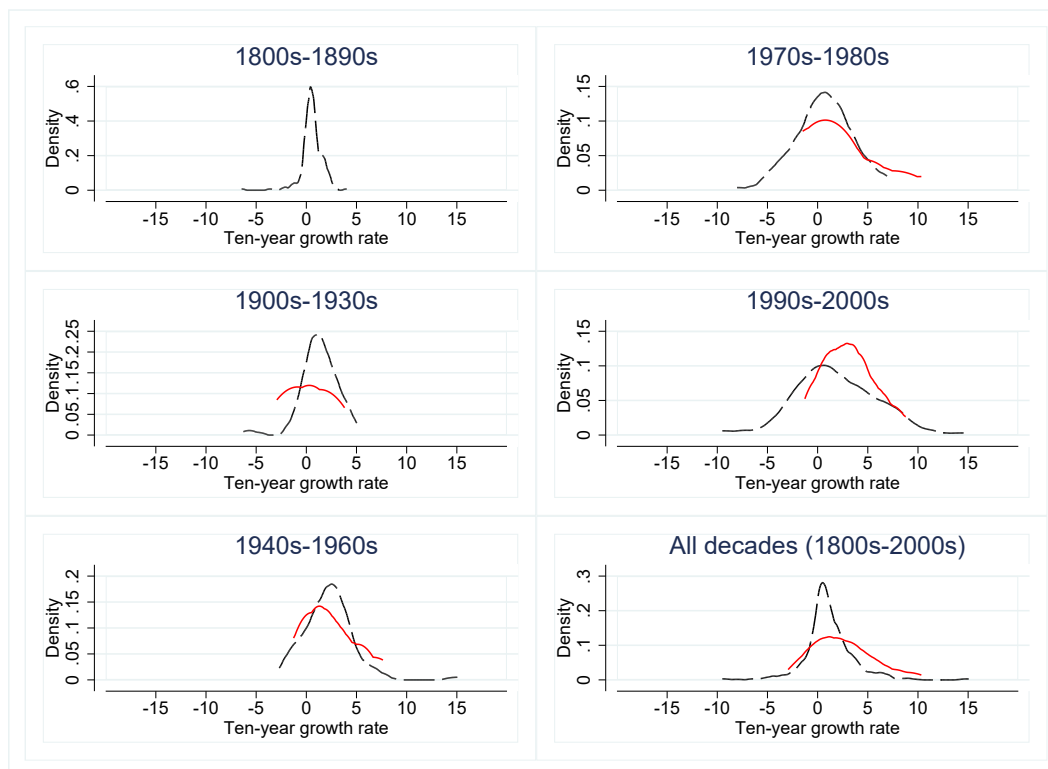 1800s-1890s
Density
0 .2 .4 .6
-15 -10 -5 0 5 10 15
Ten-year growth rate
1970s-1980s
Density
0 .05 .1 .15
-15 -10 -5 0 5 10 15
Ten-year growth rate
1900s-1930s
Density
0 .05 .1 .15 .2 .25
-15 -10 -5 0 5 10 15
Ten-year growth rate
1990s-2000s
Density
0 .05 .1 .15
-15 -10 -5 0 5 10 15
Ten-year growth rate
1940s-1960s
Density
0 .05 .1 .15 .2
-15 -10 -5 0 5 10 15
Ten-year growth rate
All decades (1800s-2000s)
Density
0 .1 .2 .3
-15 -10 -5 0 5 10 15
Ten-year growth rate